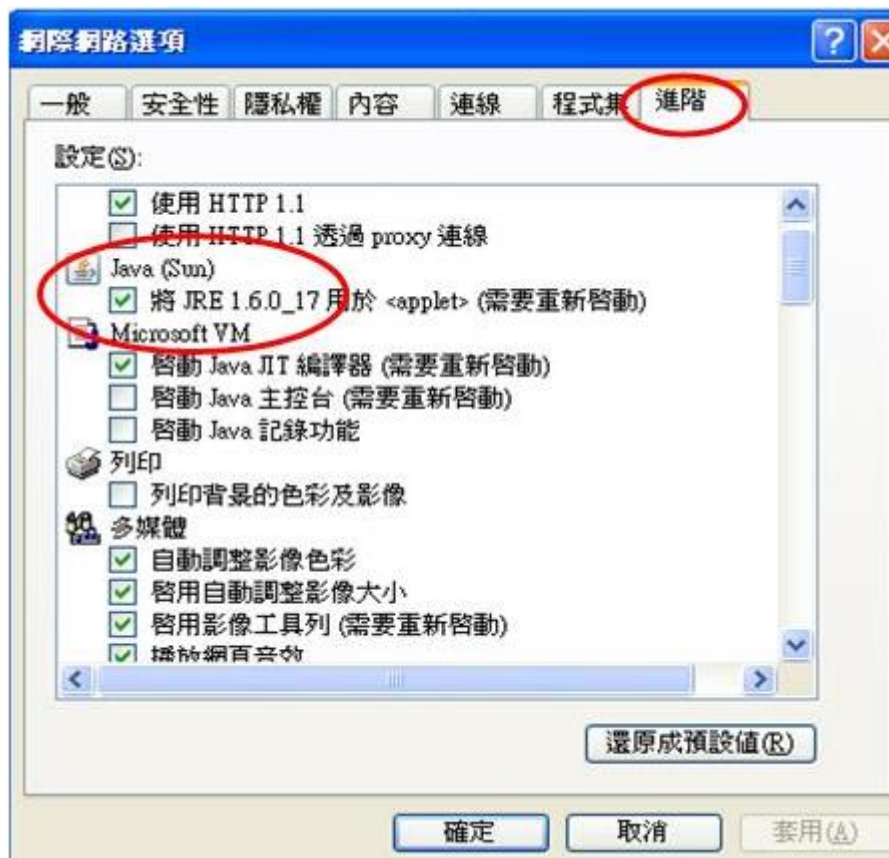 網際網路選項
一般 安全性 隱私權 內容 連線 程式集 進階
設定(S):
使用 HTTP 1.1
使用 HTTP 1.1 透過 proxy 連線
Java (Sun)
將 JRE 1.6.0_17 用於 <applet> (需要重新啟動)
Microsoft VM
啟動 Java JIT 編譯器 (需要重新啟動)
啟動 Java 主控台 (需要重新啟動)
啟動 Java 記錄功能
列印
列印背景的色彩及影像
多媒體
自動調整影像色彩
啟用自動調整影像大小
啟用影像工具列 (需要重新啟動)
播放網頁音效
還原成預設值(R)
確定 取消 套用(A)